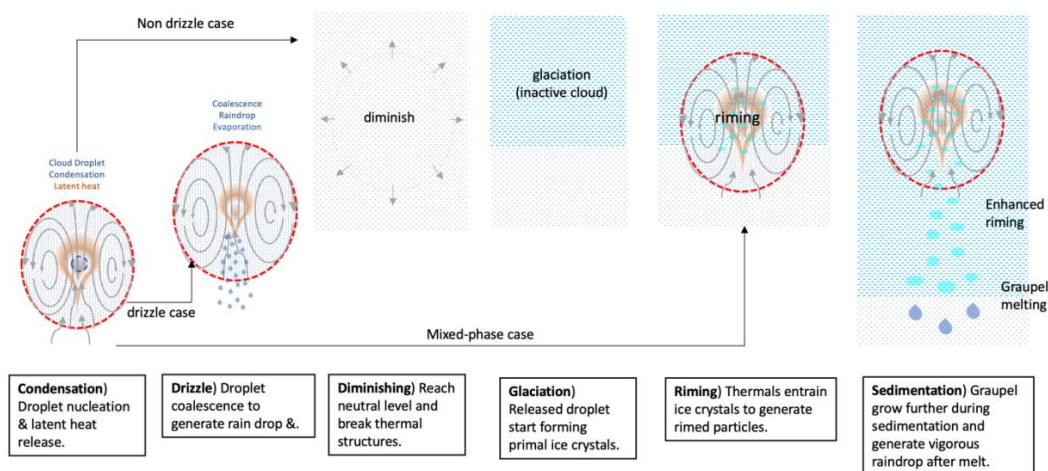 Non drizzle case
Coalescence
Raindrop
Evaporation
Cloud Droplet
Condensation
Latent heat
drizzle case
diminish
glaciation
(inactive cloud)
riming
Enhanced
riming
Graupel
melting
Mixed-phase case
Condensation)
Droplet nucleation
& latent heat
release.
Drizzle) Droplet
coalescence to
generate rain drop &.
Diminishing) Reach
neutral level and
break thermal
structures.
Glaciation)
Released droplet
start forming
primal ice crystals.
Riming) Thermals entrain
ice crystals to generate
rimed particles.
Sedimentation) Graupel
grow further during
sedimentation and
generate vigorous
raindrop after melt.